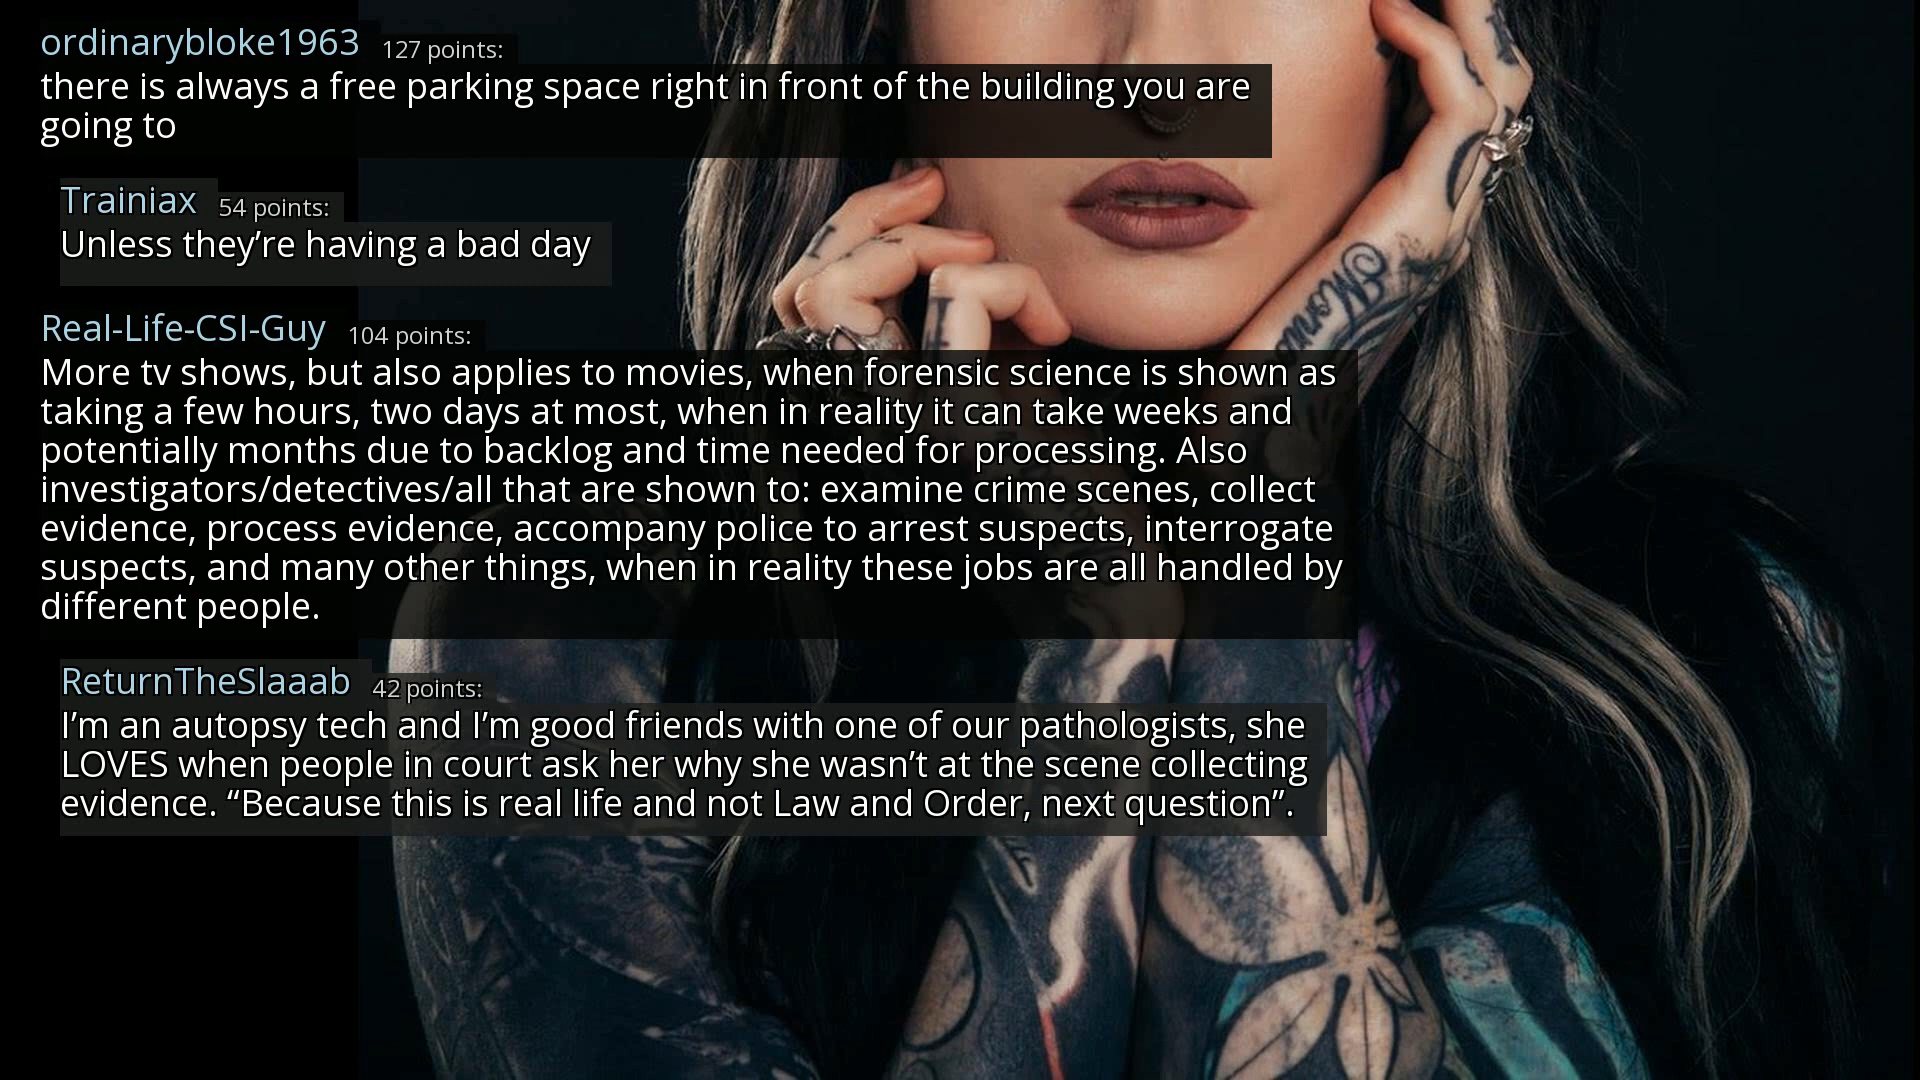 ordinarybloke1963 127 points:
there is always a free parking space right in front of the building you are
going to
Trainiax 54 points:
Unless they’re having a bad day
Real-Life-CSI-Guy 104 points:
More tv shows, but also applies to movies, when forensic science is shown as
taking a few hours, two days at most, when in reality it can take weeks and
potentially months due to backlog and time needed for processing. Also
investigators/detectives/all that are shown to: examine crime scenes, collect
evidence, process evidence, accompany police to arrest suspects, interrogate
suspects, and many other things, when in reality these jobs are all handled by
different people.
ReturnTheSlaaab 42 points:
I’m an autopsy tech and I’m good friends with one of our pathologists, she
LOVES when people in court ask her why she wasn’t at the scene collecting
evidence. “Because this is real life and not Law and Order, next question”.